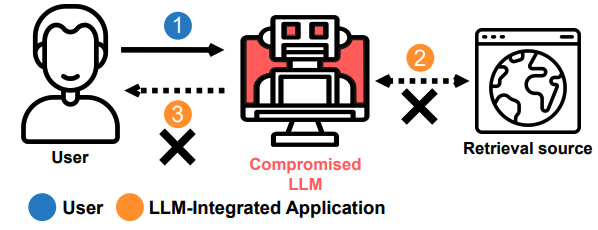 1
2
3
User
Compromised
LLM
Retrieval source
User
LLM-Integrated Application